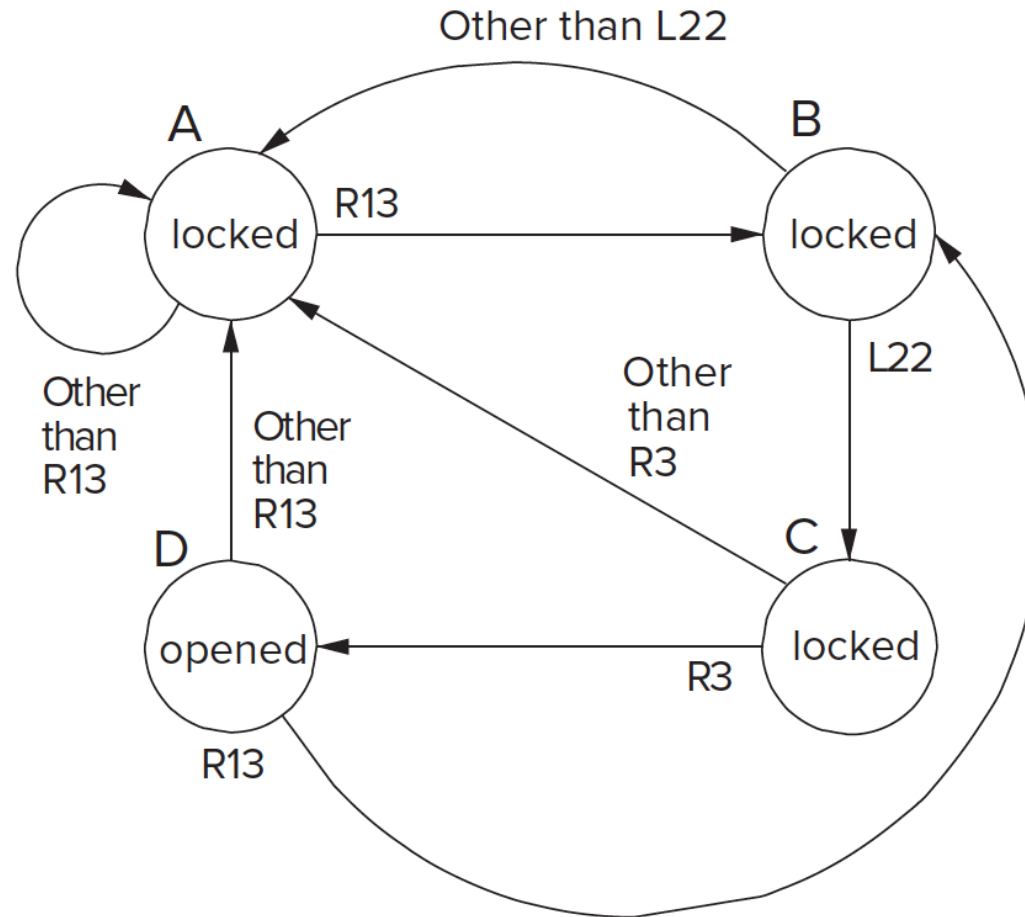 Other than L22
A
B
locked
R13
locked
L22
Other
than
R13
Other
than
R13
Other
than
R3
D
C
opened
R3
locked
R13